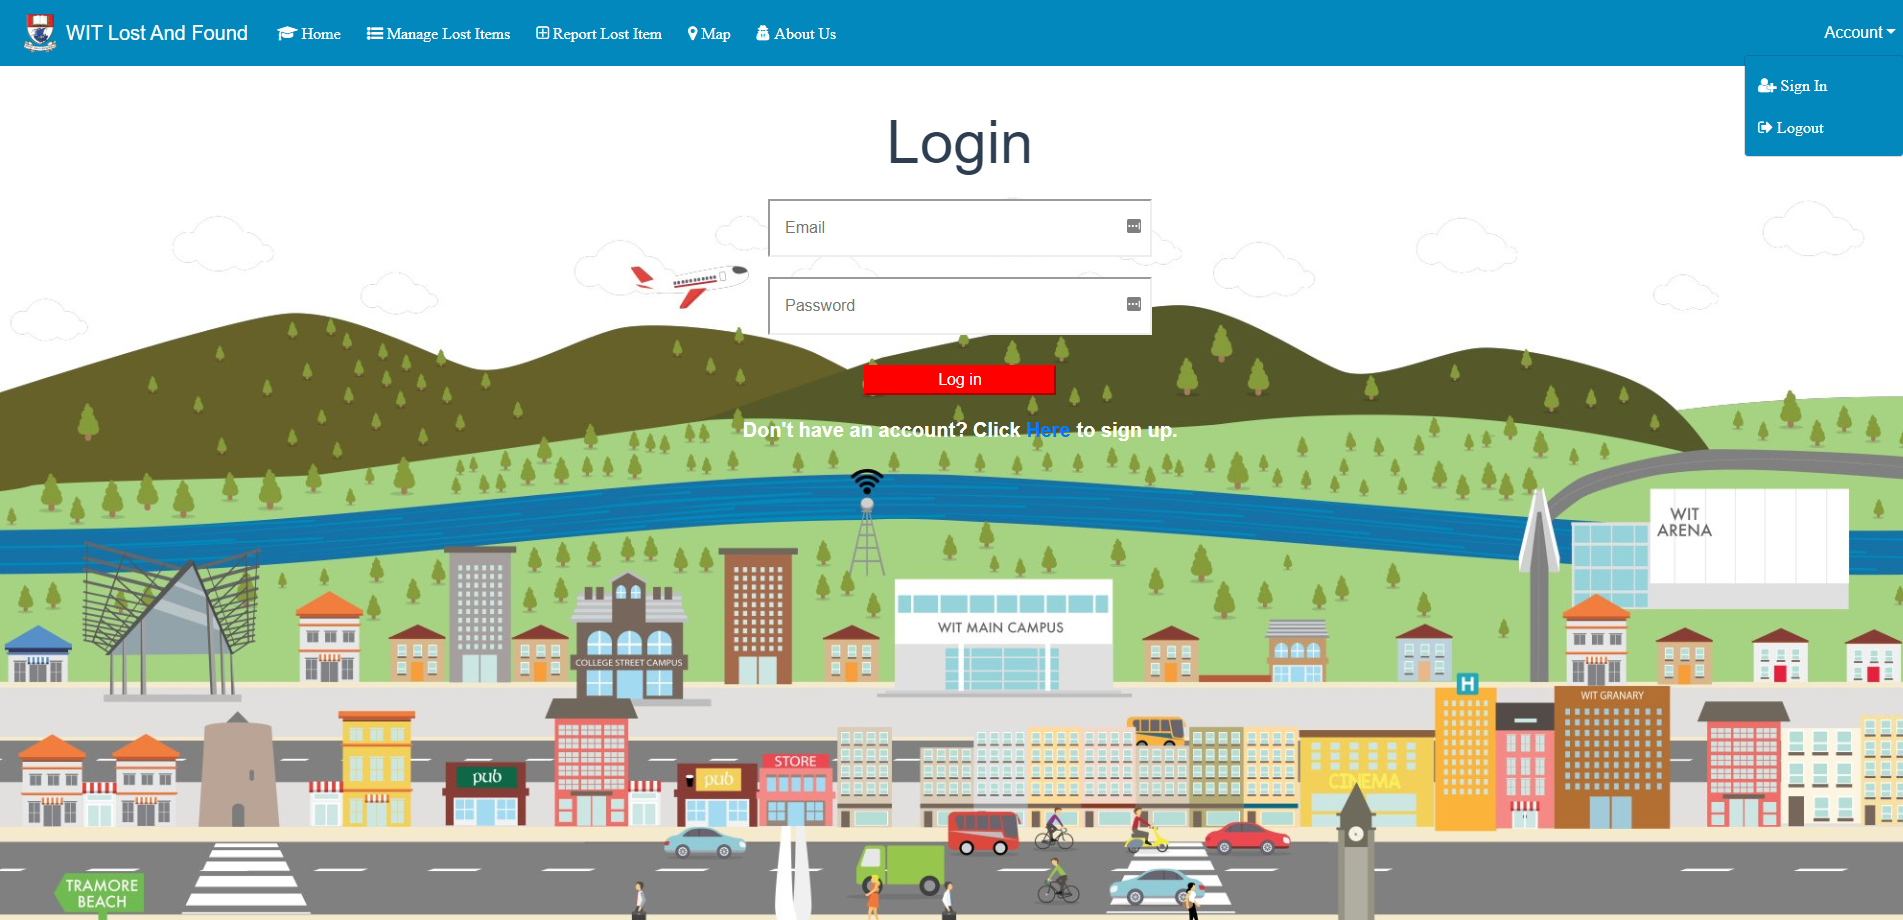 WIT Lost And Found
Home
Manage Lost Items
Report Lost Item
Map
About Us
Account
Sign In
Logout
Login
Email
Password
Log in
Don't have an account? Click Here to sign up.
WIT
ARENA
WIT MAIN CAMPUS
COLLEGE STREET CAMPUS
H
WIT GRANARY
STORE
pub
pub
CINEMA
TRAMORE
BEACH